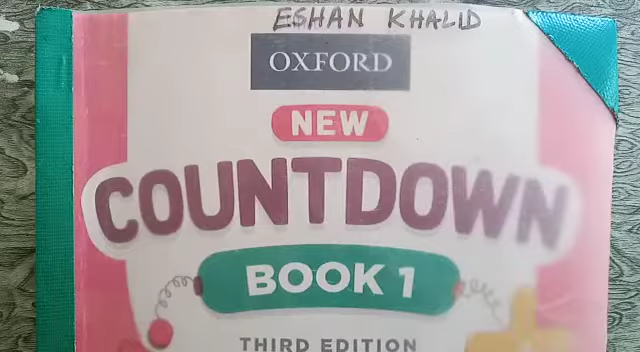 ESHAN KHALID
OXFORD
NEW
COUNTDOWN
BOOK 1
THIRD EDITION